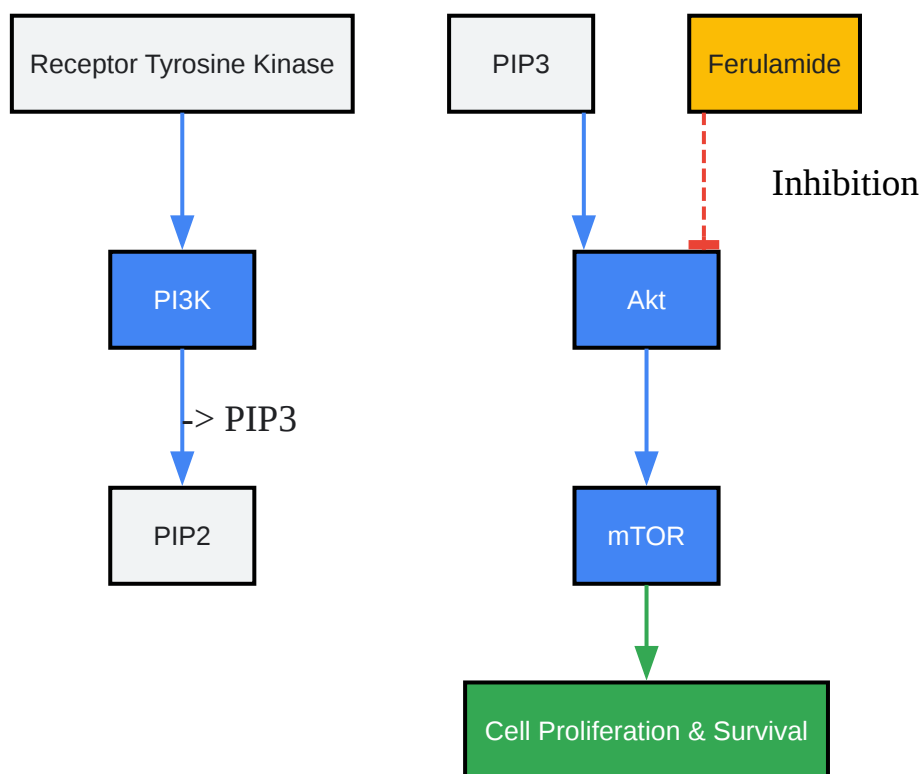 Receptor Tyrosine Kinase
PIP3
Ferulamide
Inhibition
PI3K
Akt
-> PIP3
PIP2
mTOR
Cell Proliferation & Survival